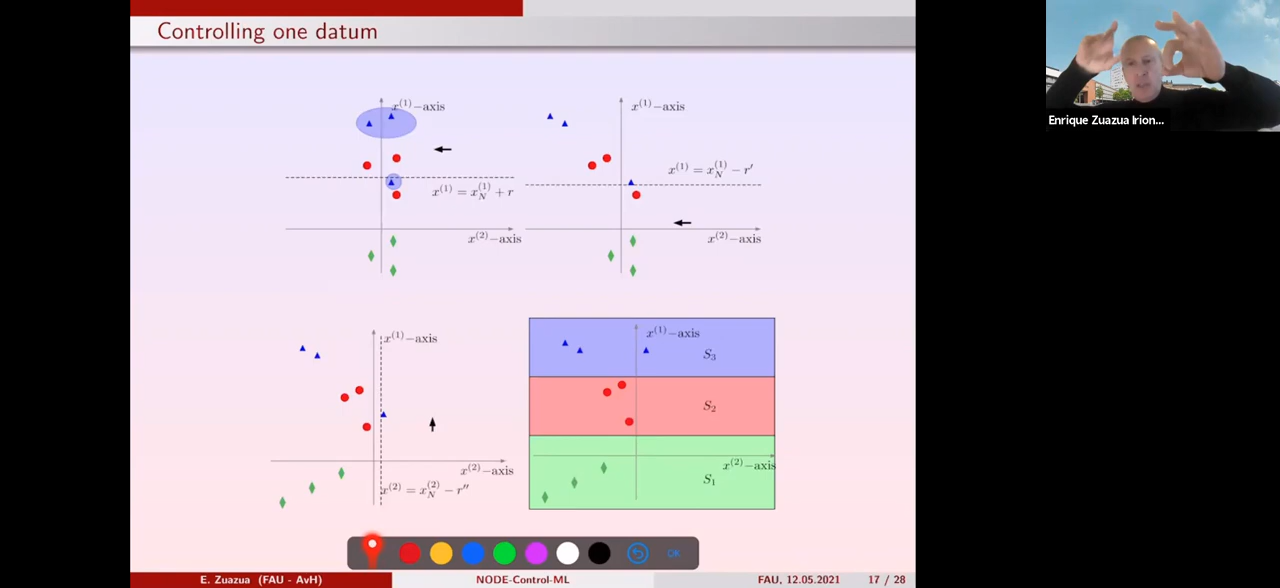 Controlling one datum
x^(1)−axis
x^(1) = x_N^(1) + r
x^(2)−axis
x^(1)−axis
x^(1) = x_N^(1) − r′
x^(2)−axis
x^(1)−axis
x^(2)−axis
x^(2) = x_N^(2) − r″
x^(1)−axis
S_3
S_2
x^(2)−axis
S_1
OK
E. Zuazua (FAU - AvH)
NODE-Control-ML
FAU, 12.05.2021
17 / 28
Enrique Zuazua Irion...